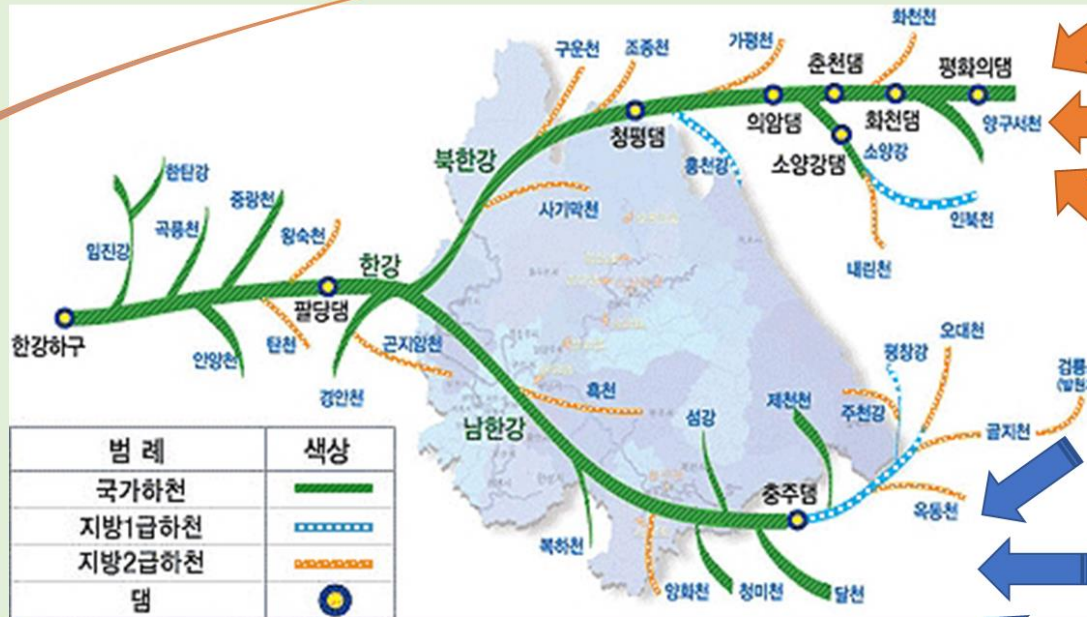 화천천
구운천
조종천
가평천
춘천댐
평화의댐
청평댐
의암댐
화천댐
양구서천
북한강
홍천강
소양강댐
소양강
한탄강
중랑천
사기막천
인북천
곡릉천
왕숙천
임진강
한강
내린천
한강하구
팔당댐
안양천
탄천
곤지암천
경안천
오대천
평창강
검룡
(발원
흑천
제천천
주천강
골지천
섬강
남한강
충주댐
옥동천
복하천
양화천
청미천
달천
범 례 색상
국가하천
지방1급하천
지방2급하천
댐